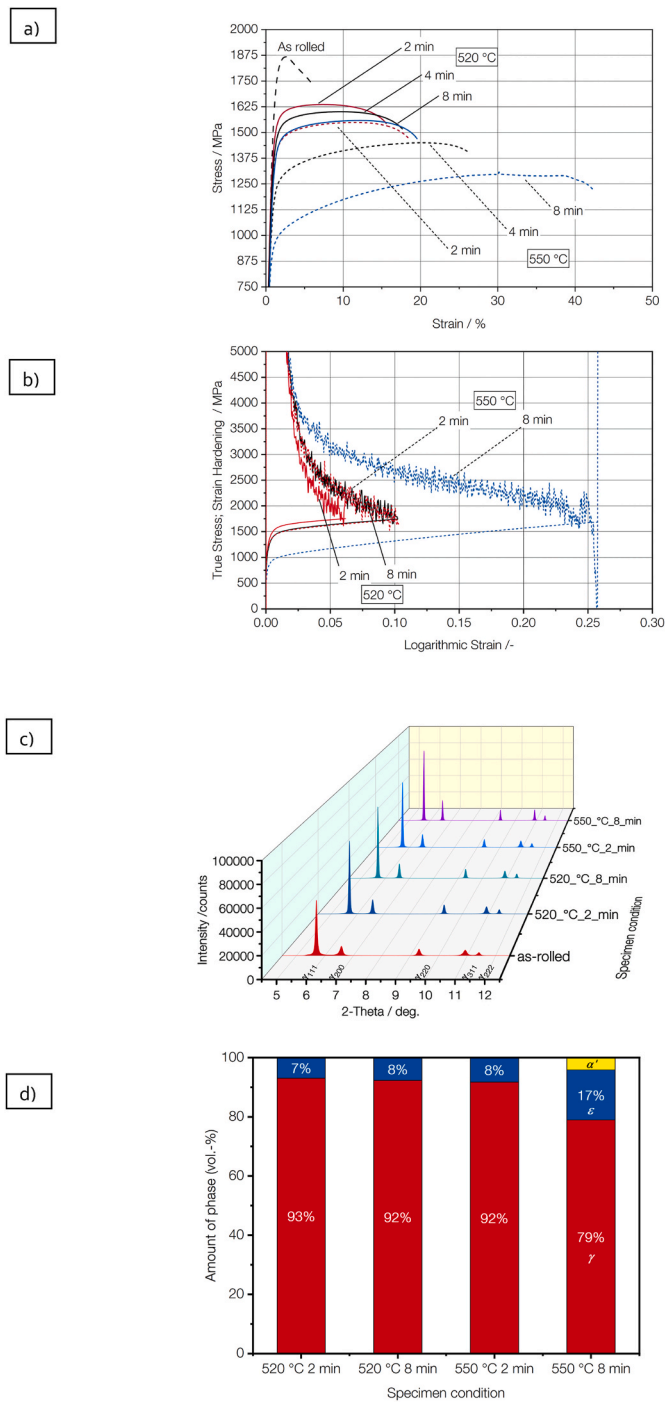 a)
2000
1875
1750
1625
1500
1375
1250
1125
1000
875
750
Stress / MPa
As rolled
2 min
520 °C
4 min
8 min
8 min
4 min
2 min
550 °C
0 10 20 30 40 50
Strain / %
b)
5000
4500
4000
3500
3000
2500
2000
1500
1000
500
0
True Stress; Strain Hardening / MPa
550 °C
2 min
8 min
2 min
8 min
520 °C
0.00 0.05 0.10 0.15 0.20 0.25 0.30
Logarithmic Strain /-
c)
100000
80000
60000
40000
20000
0
Intensity /counts
550_°C_8_min
550_°C_2_min
520_°C_8_min
520_°C_2_min
as-rolled
Specimen condition
γ111 γ200 γ220 γ311 γ222
5 6 7 8 9 10 11 12
2-Theta / deg.
d)
100
80
60
40
20
0
Amount of phase (vol.-%)
7% 8% 8% α′
17%
ε
93% 92% 92% 79%
γ
520 °C 2 min 520 °C 8 min 550 °C 2 min 550 °C 8 min
Specimen condition